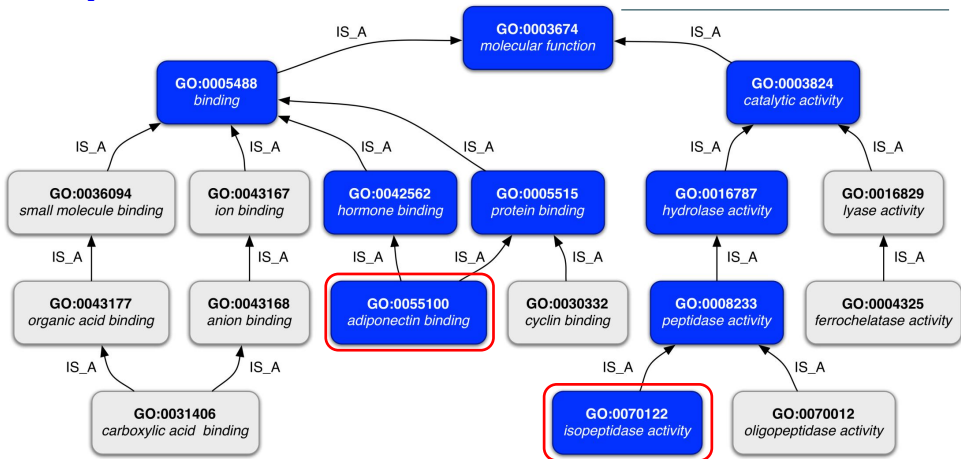 IS_A
GO:0003674
molecular function
IS_A
GO:0005488
binding
GO:0003824
catalytic activity
IS_A
IS_A
IS_A
IS_A
IS_A
IS_A
GO:0036094
small molecule binding
GO:0043167
ion binding
GO:0042562
hormone binding
GO:0005515
protein binding
GO:0016787
hydrolase activity
GO:0016829
lyase activity
IS_A
IS_A
IS_A
IS_A
IS_A
IS_A
IS_A
GO:0043177
organic acid binding
GO:0043168
anion binding
GO:0055100
adiponectin binding
GO:0030332
cyclin binding
GO:0008233
peptidase activity
GO:0004325
ferrochelatase activity
IS_A
IS_A
IS_A
IS_A
GO:0031406
carboxylic acid binding
GO:0070122
isopeptidase activity
GO:0070012
oligopeptidase activity